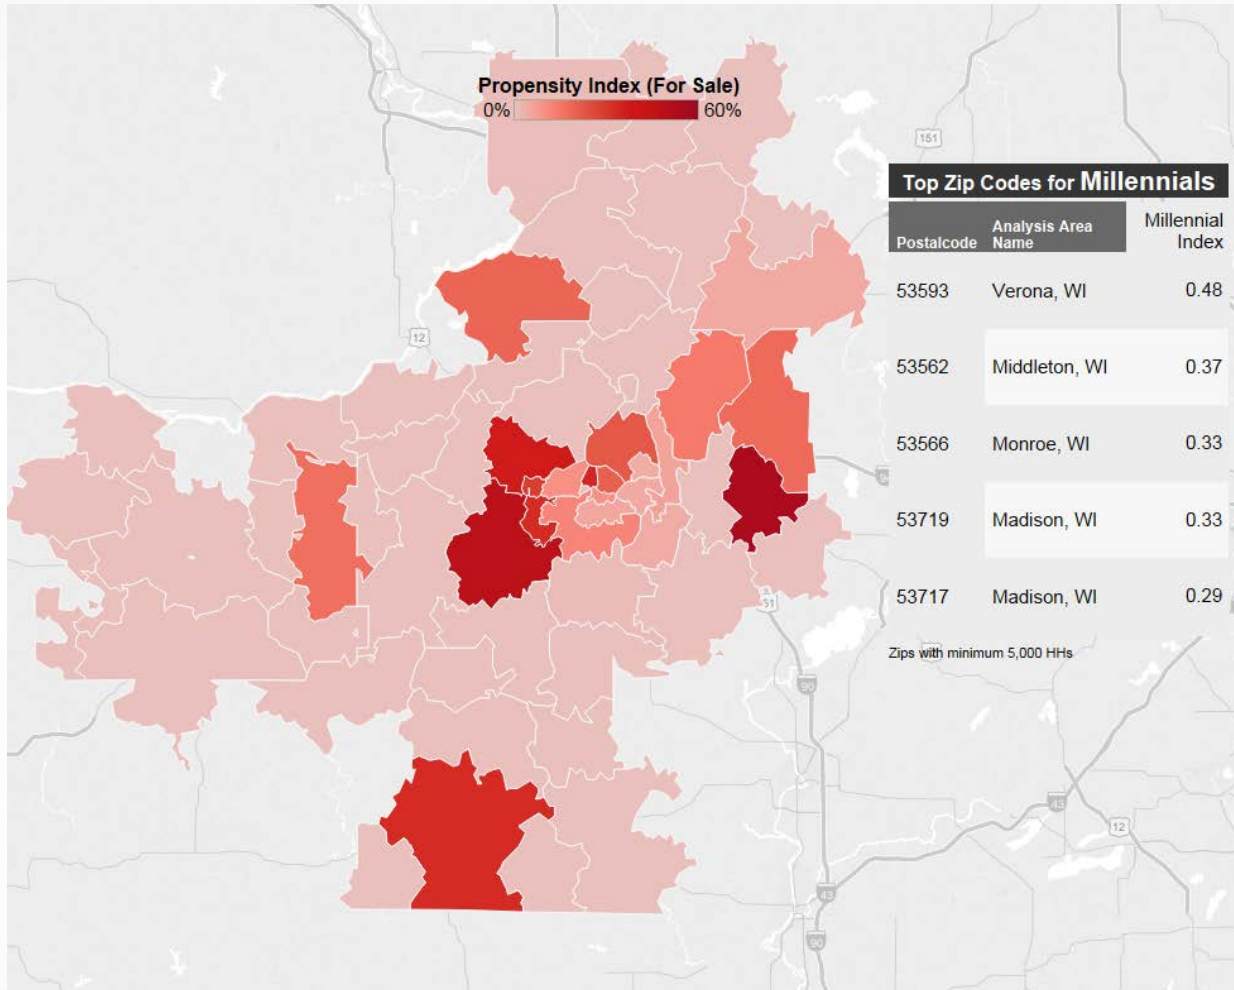 Propensity Index (For Sale)
0% 60%
151
Top Zip Codes for Millennials
Postalcode Analysis Area Name Millennial Index
53593 Verona, WI 0.48
12
53562 Middleton, WI 0.37
53566 Monroe, WI 0.33
53719 Madison, WI 0.33
53717 Madison, WI 0.29
51
Zips with minimum 5,000 HHs
90
43
12
43
90